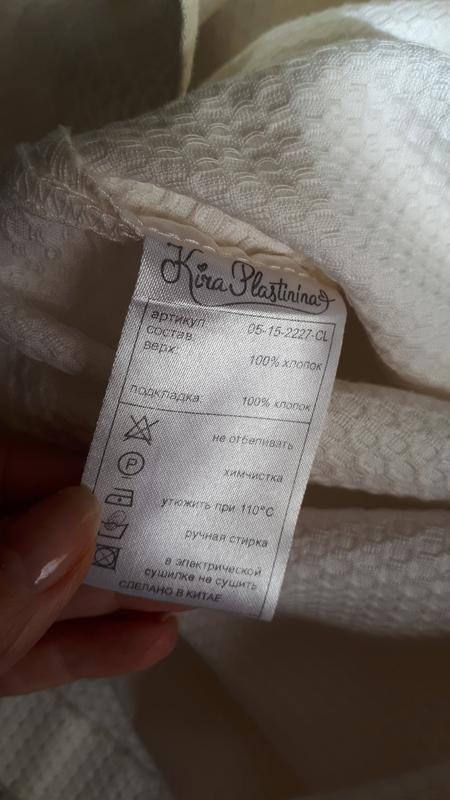 Kira Plastinina
артикул 05-15-2227-CL
состав:
верх: 100% хлопок
подкладка: 100% хлопок
не отбеливать
P
химчистка
утюжить при 110°C
ручная стирка
в электрической
сушилке не сушить
СДЕЛАНО В КИТАЕ